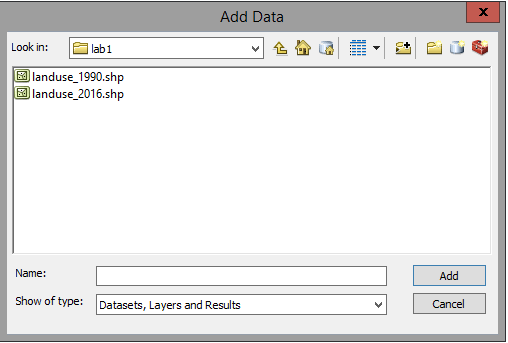 Add Data
x
Look in: lab1
landuse_1990.shp
landuse_2016.shp
Name:
Add
Show of type: Datasets, Layers and Results
Cancel